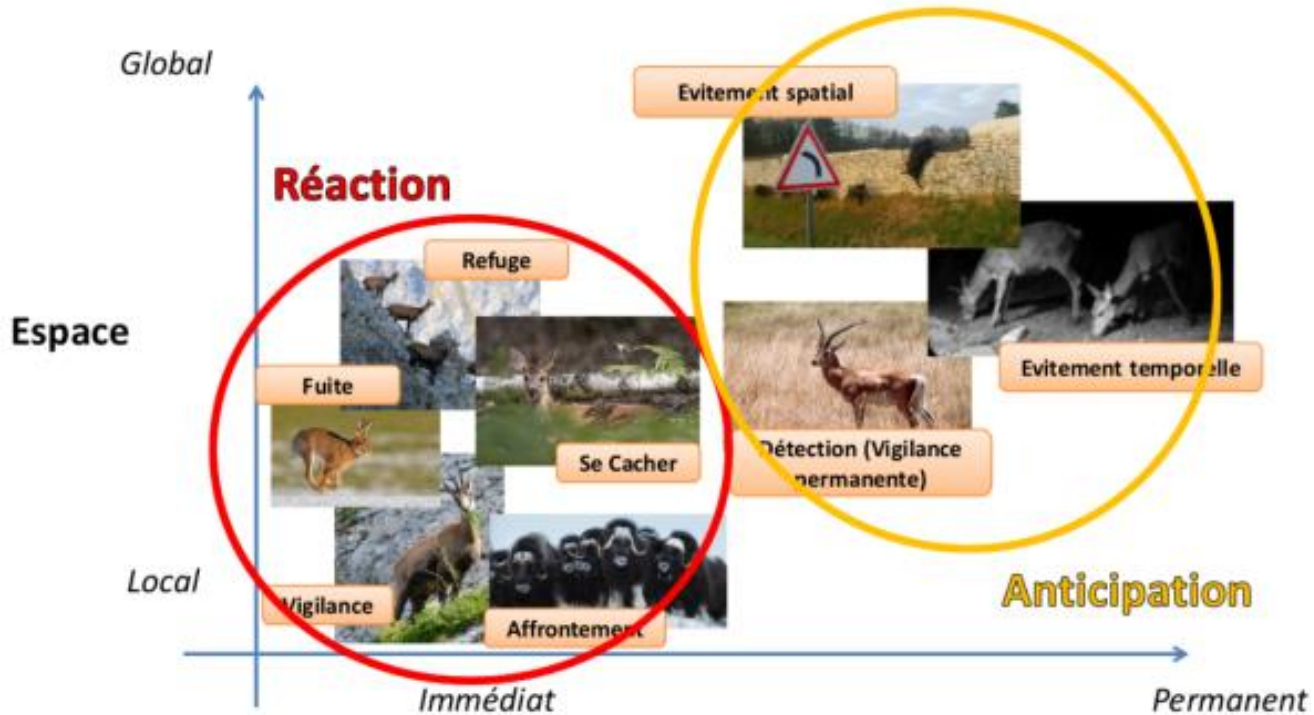 Global
Evitement spatial
Réaction
Refuge
Espace
Fuite
Evitement temporelle
Se Cacher
Détection (Vigilance
permanente)
Local
Vigilance
Anticipation
Affrontement
Immédiat
Permanent